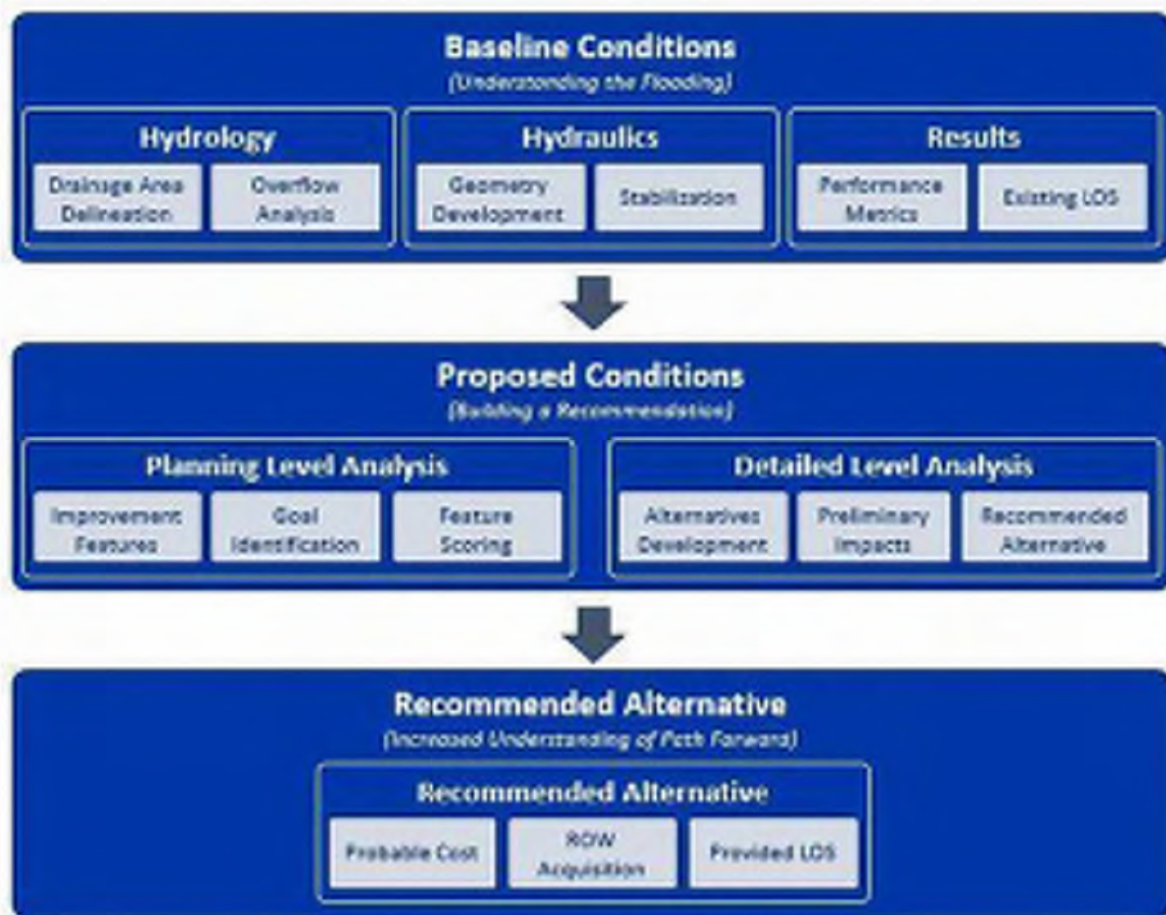 Baseline Conditions
(Understanding the Flooding)
Hydrology
Drainage Area
Delineation
Overflow
Analysis
Hydraulics
Geometry
Development
Stabilization
Results
Performance
Metrics
Existing LOS
Proposed Conditions
(Building a Recommendation)
Planning Level Analysis
Improvement
Features
Goal
Identification
Feature
Scoring
Detailed Level Analysis
Alternatives
Development
Preliminary
Impacts
Recommended
Alternative
Recommended Alternative
(Increased Understanding of Path Forward)
Recommended Alternative
Probable Cost
ROW
Acquisition
Provided LOS